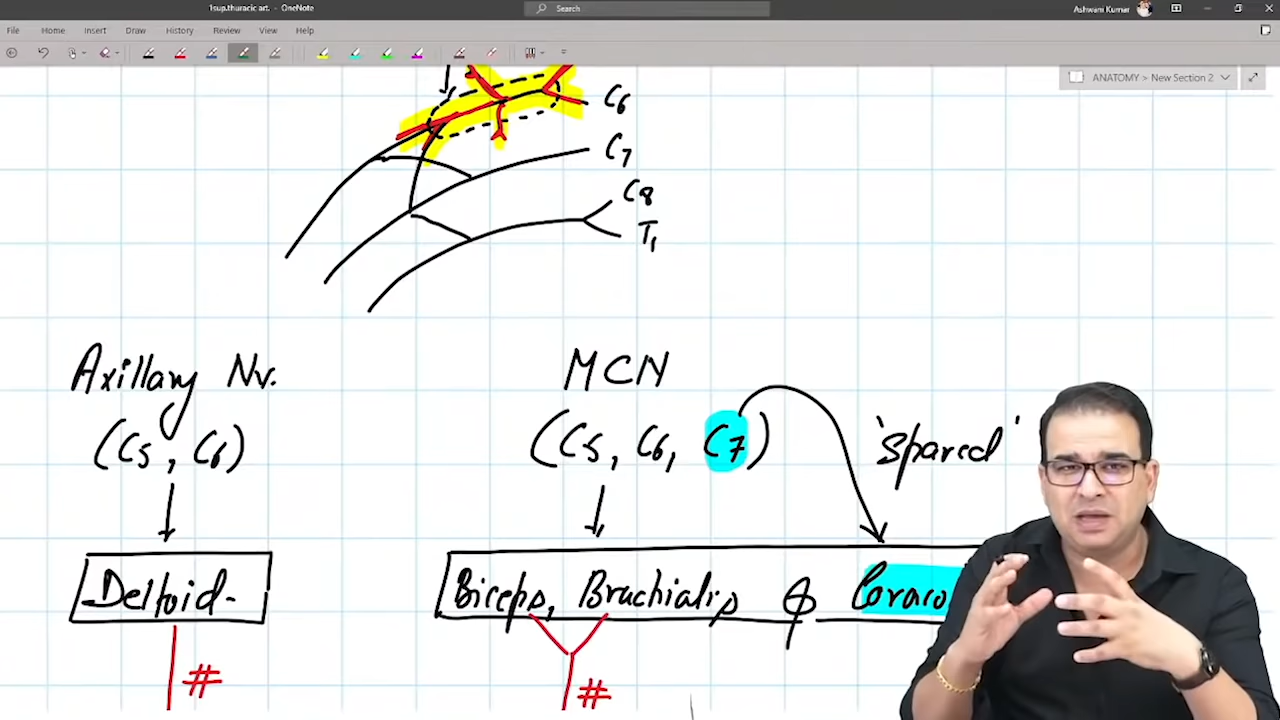 1sup.thuracic art. - OneNote
Search
Ashwani Kumar
File Home Insert Draw History Review View Help
ANATOMY > New Section 2
C6
C7
C8
T1
Axillary Nv.
MCN
(C5, C6)
(C5, C6, C7)
'spared'
Deltoid-
Biceps, Brachialis & Coraco
#
#